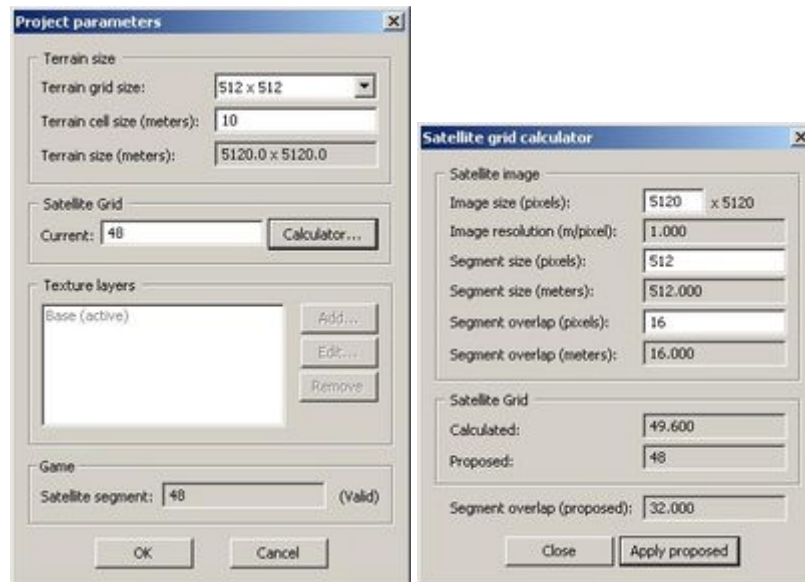 Project parameters
Terrain size
Terrain grid size: 512 x 512
Terrain cell size (meters): 10
Terrain size (meters): 5120.0 x 5120.0
Satellite Grid
Current: 48 Calculator...
Texture layers
Base (active)
Add...
Edit...
Remove
Game
Satellite segment: 48 (Valid)
OK Cancel
Satellite grid calculator
Satellite image
Image size (pixels): 5120 x 5120
Image resolution (m/pixel): 1.000
Segment size (pixels): 512
Segment size (meters): 512.000
Segment overlap (pixels): 16
Segment overlap (meters): 16.000
Satellite Grid
Calculated: 49.600
Proposed: 48
Segment overlap (proposed): 32.000
Close Apply proposed